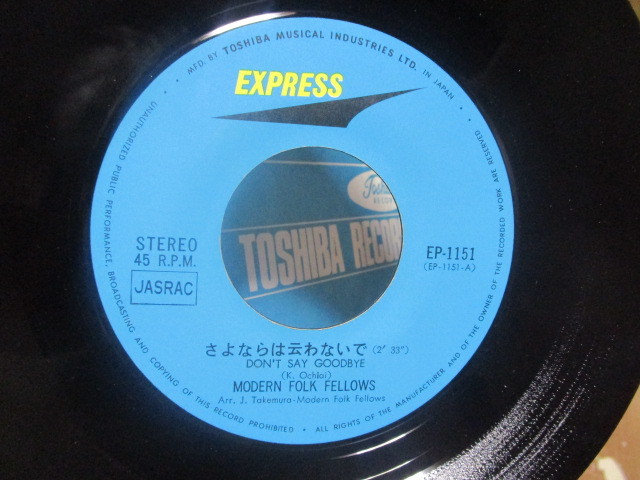 MFD. BY TOSHIBA MUSICAL INDUSTRIES LTD. IN JAPAN
EXPRESS
TOSHIBA RECOR
STEREO
45 R.P.M.
JASRAC
EP-1151
(EP-1151-A)
さよならは云わないで (2' 33")
DON'T SAY GOODBYE
(K. Ochiai)
MODERN FOLK FELLOWS
Arr. J. Takemura-Modern Folk Fellows
UNAUTHORIZED PUBLIC PERFORMANCE, BROADCASTING AND COPYING OF THIS RECORD PROHIBITED · ALL RIGHTS OF THE MANUFACTURER AND OF THE OWNER OF THE RECORDED WORK ARE RESERVED